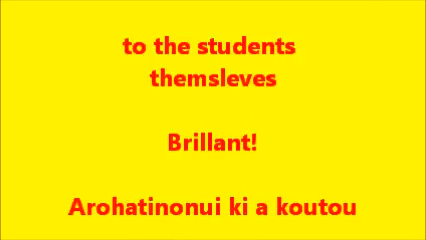 to the students
themsleves
Brillant!
Arohatinonui ki a koutou